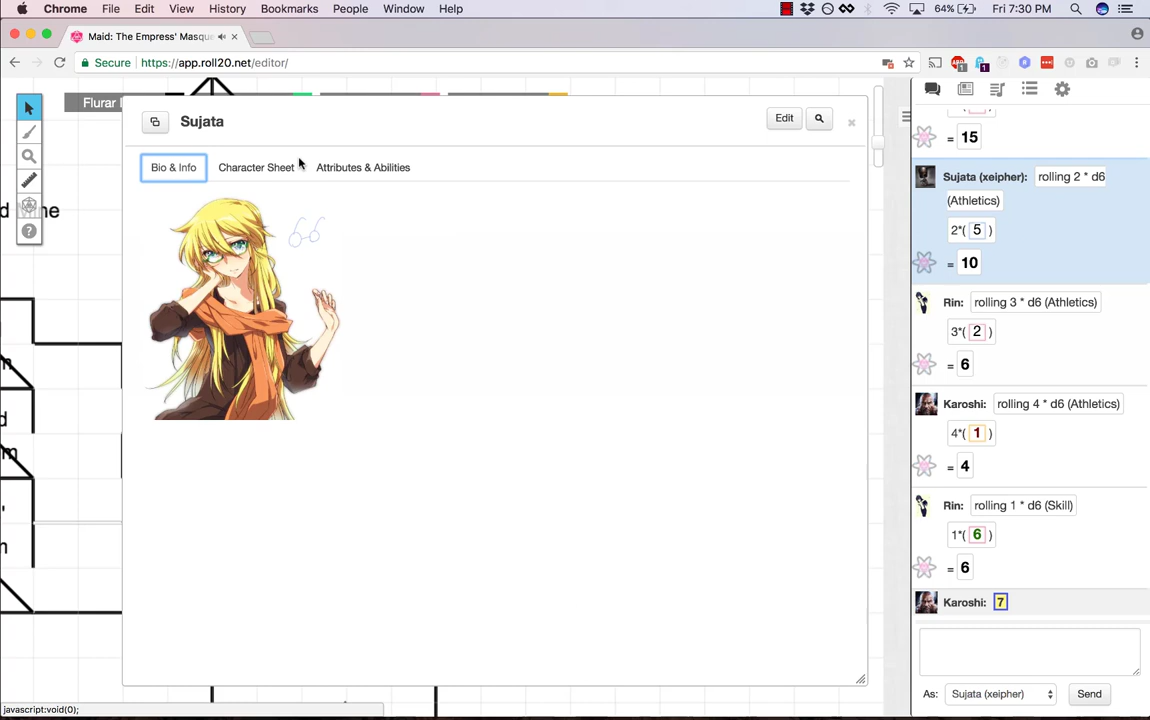 Chrome File Edit View History Bookmarks People Window Help 64% Fri 7:30 PM
Maid: The Empress' Masque
Secure https://app.roll20.net/editor/
Flurar
Sujata
Edit
Bio & Info Character Sheet Attributes & Abilities
= 15
Sujata (xeipher): rolling 2 * d6
(Athletics)
2*( 5 )
= 10
Rin: rolling 3 * d6 (Athletics)
3*( 2 )
= 6
Karoshi: rolling 4 * d6 (Athletics)
4*( 1 )
= 4
Rin: rolling 1 * d6 (Skill)
1*( 6 )
= 6
Karoshi: 7
As: Sujata (xeipher) Send
javascript:void(0);